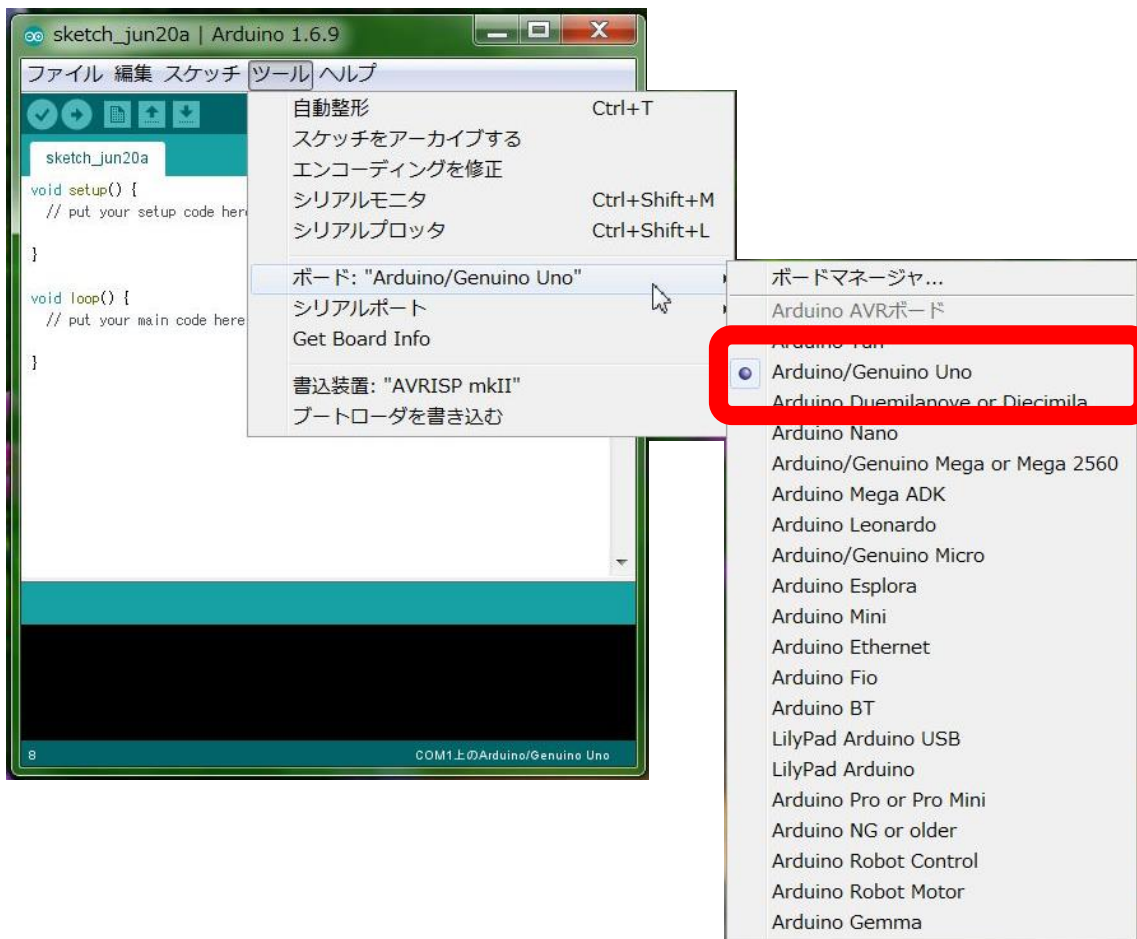 sketch_jun20a | Arduino 1.6.9
ファイル 編集 スケッチ ツール ヘルプ
sketch_jun20a
void setup() {
// put your setup code her
}
void loop() {
// put your main code here
}
自動整形 Ctrl+T
スケッチをアーカイブする
エンコーディングを修正
シリアルモニタ Ctrl+Shift+M
シリアルプロッタ Ctrl+Shift+L
ボード: "Arduino/Genuino Uno"
シリアルポート
Get Board Info
書込装置: "AVRISP mkII"
ブートローダを書き込む
ボードマネージャ...
Arduino AVRボード
Arduino Yún
Arduino/Genuino Uno
Arduino Duemilanove or Diecimila
Arduino Nano
Arduino/Genuino Mega or Mega 2560
Arduino Mega ADK
Arduino Leonardo
Arduino/Genuino Micro
Arduino Esplora
Arduino Mini
Arduino Ethernet
Arduino Fio
Arduino BT
LilyPad Arduino USB
LilyPad Arduino
Arduino Pro or Pro Mini
Arduino NG or older
Arduino Robot Control
Arduino Robot Motor
Arduino Gemma
8 COM1上のArduino/Genuino Uno